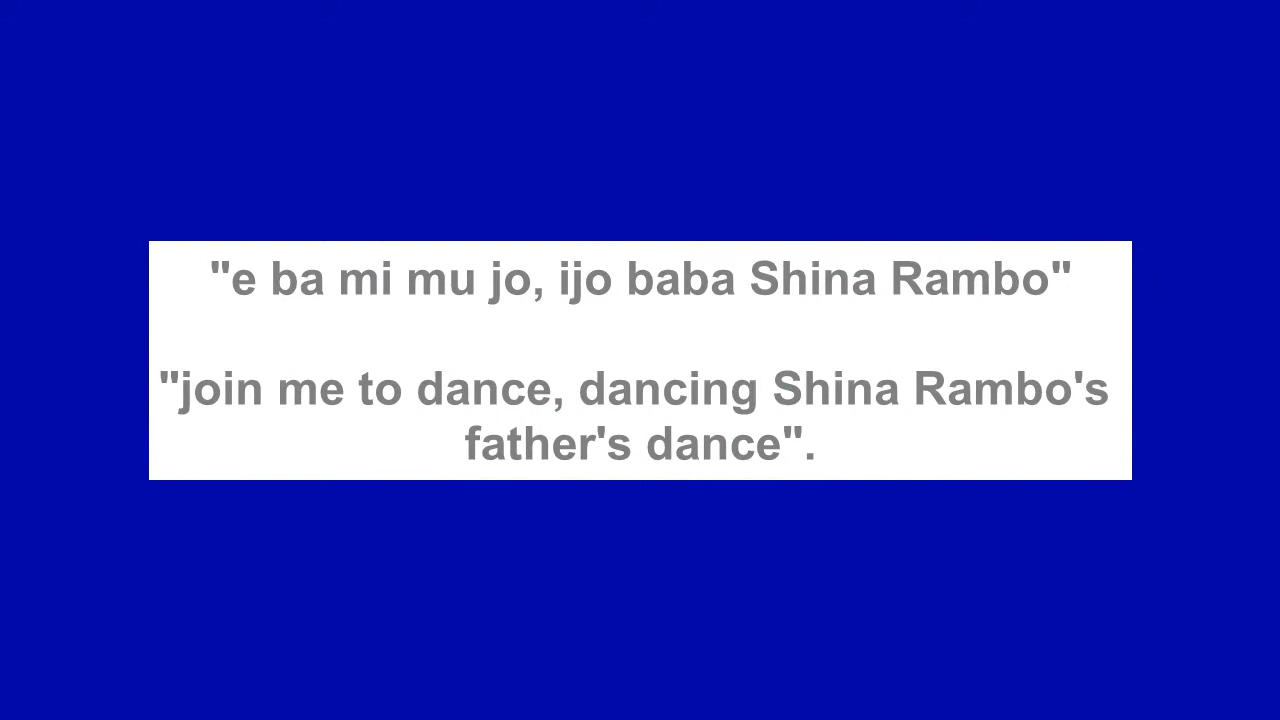 "e ba mi mu jo, ijo baba Shina Rambo"
"join me to dance, dancing Shina Rambo's
father's dance".